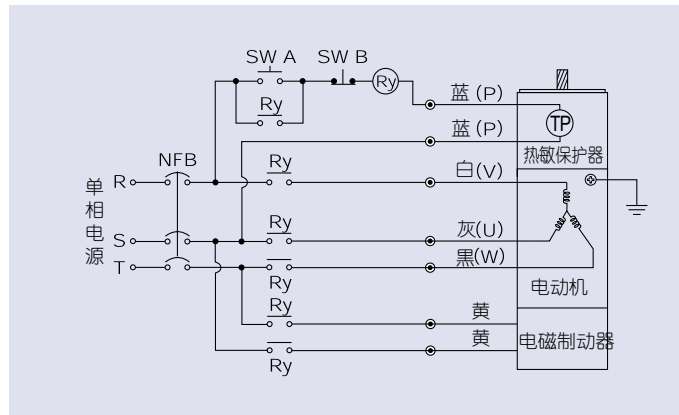 SW A SW B
Ry
Ry
蓝 (P)
TP
蓝 (P)
热敏保护器
NFB
Ry
白(V)
单相电源
R
Ry
灰(U)
S
黑(W)
T
Ry
电动机
Ry
黄
黄
电磁制动器
Ry